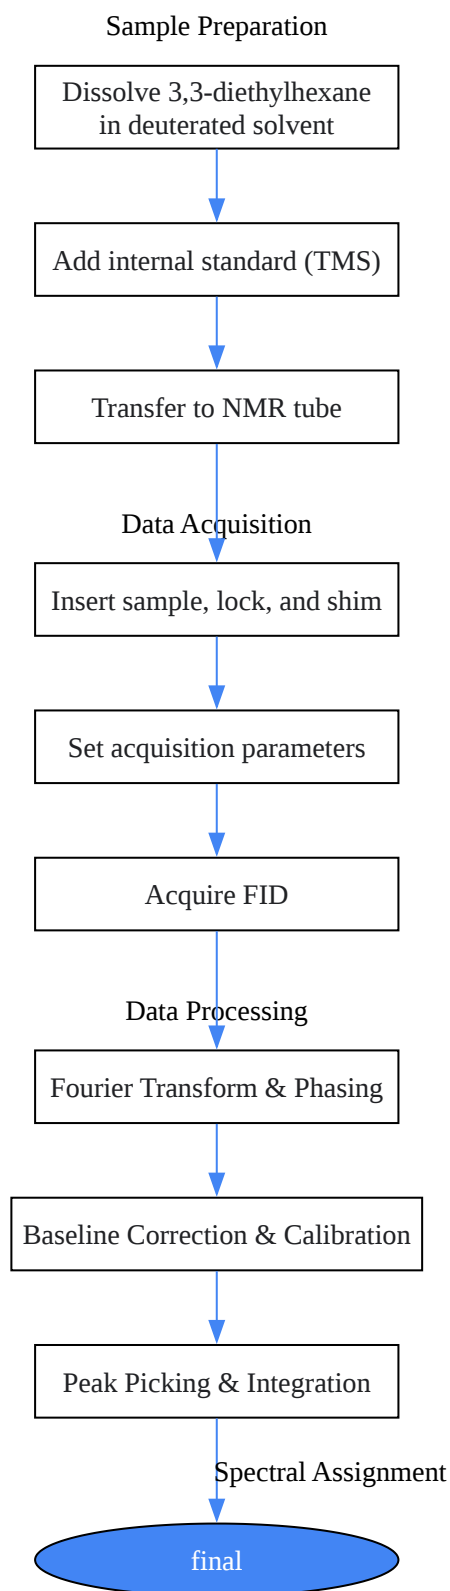 Sample Preparation
Dissolve 3,3-diethylhexane
in deuterated solvent
Add internal standard (TMS)
Transfer to NMR tube
Data Acquisition
Insert sample, lock, and shim
Set acquisition parameters
Acquire FID
Data Processing
Fourier Transform & Phasing
Baseline Correction & Calibration
Peak Picking & Integration
Spectral Assignment
final